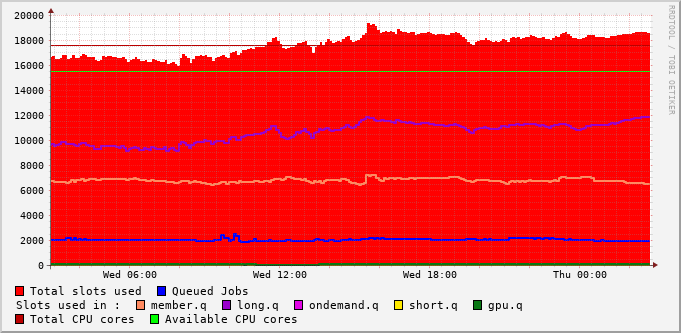 20000
18000
16000
14000
12000
10000
8000
6000
4000
2000
0
Wed 06:00 Wed 12:00 Wed 18:00 Thu 00:00
RRDTOOL / TOBI OETIKER
Total slots used Queued Jobs
Slots used in : member.q long.q ondemand.q short.q gpu.q
Total CPU cores Available CPU cores